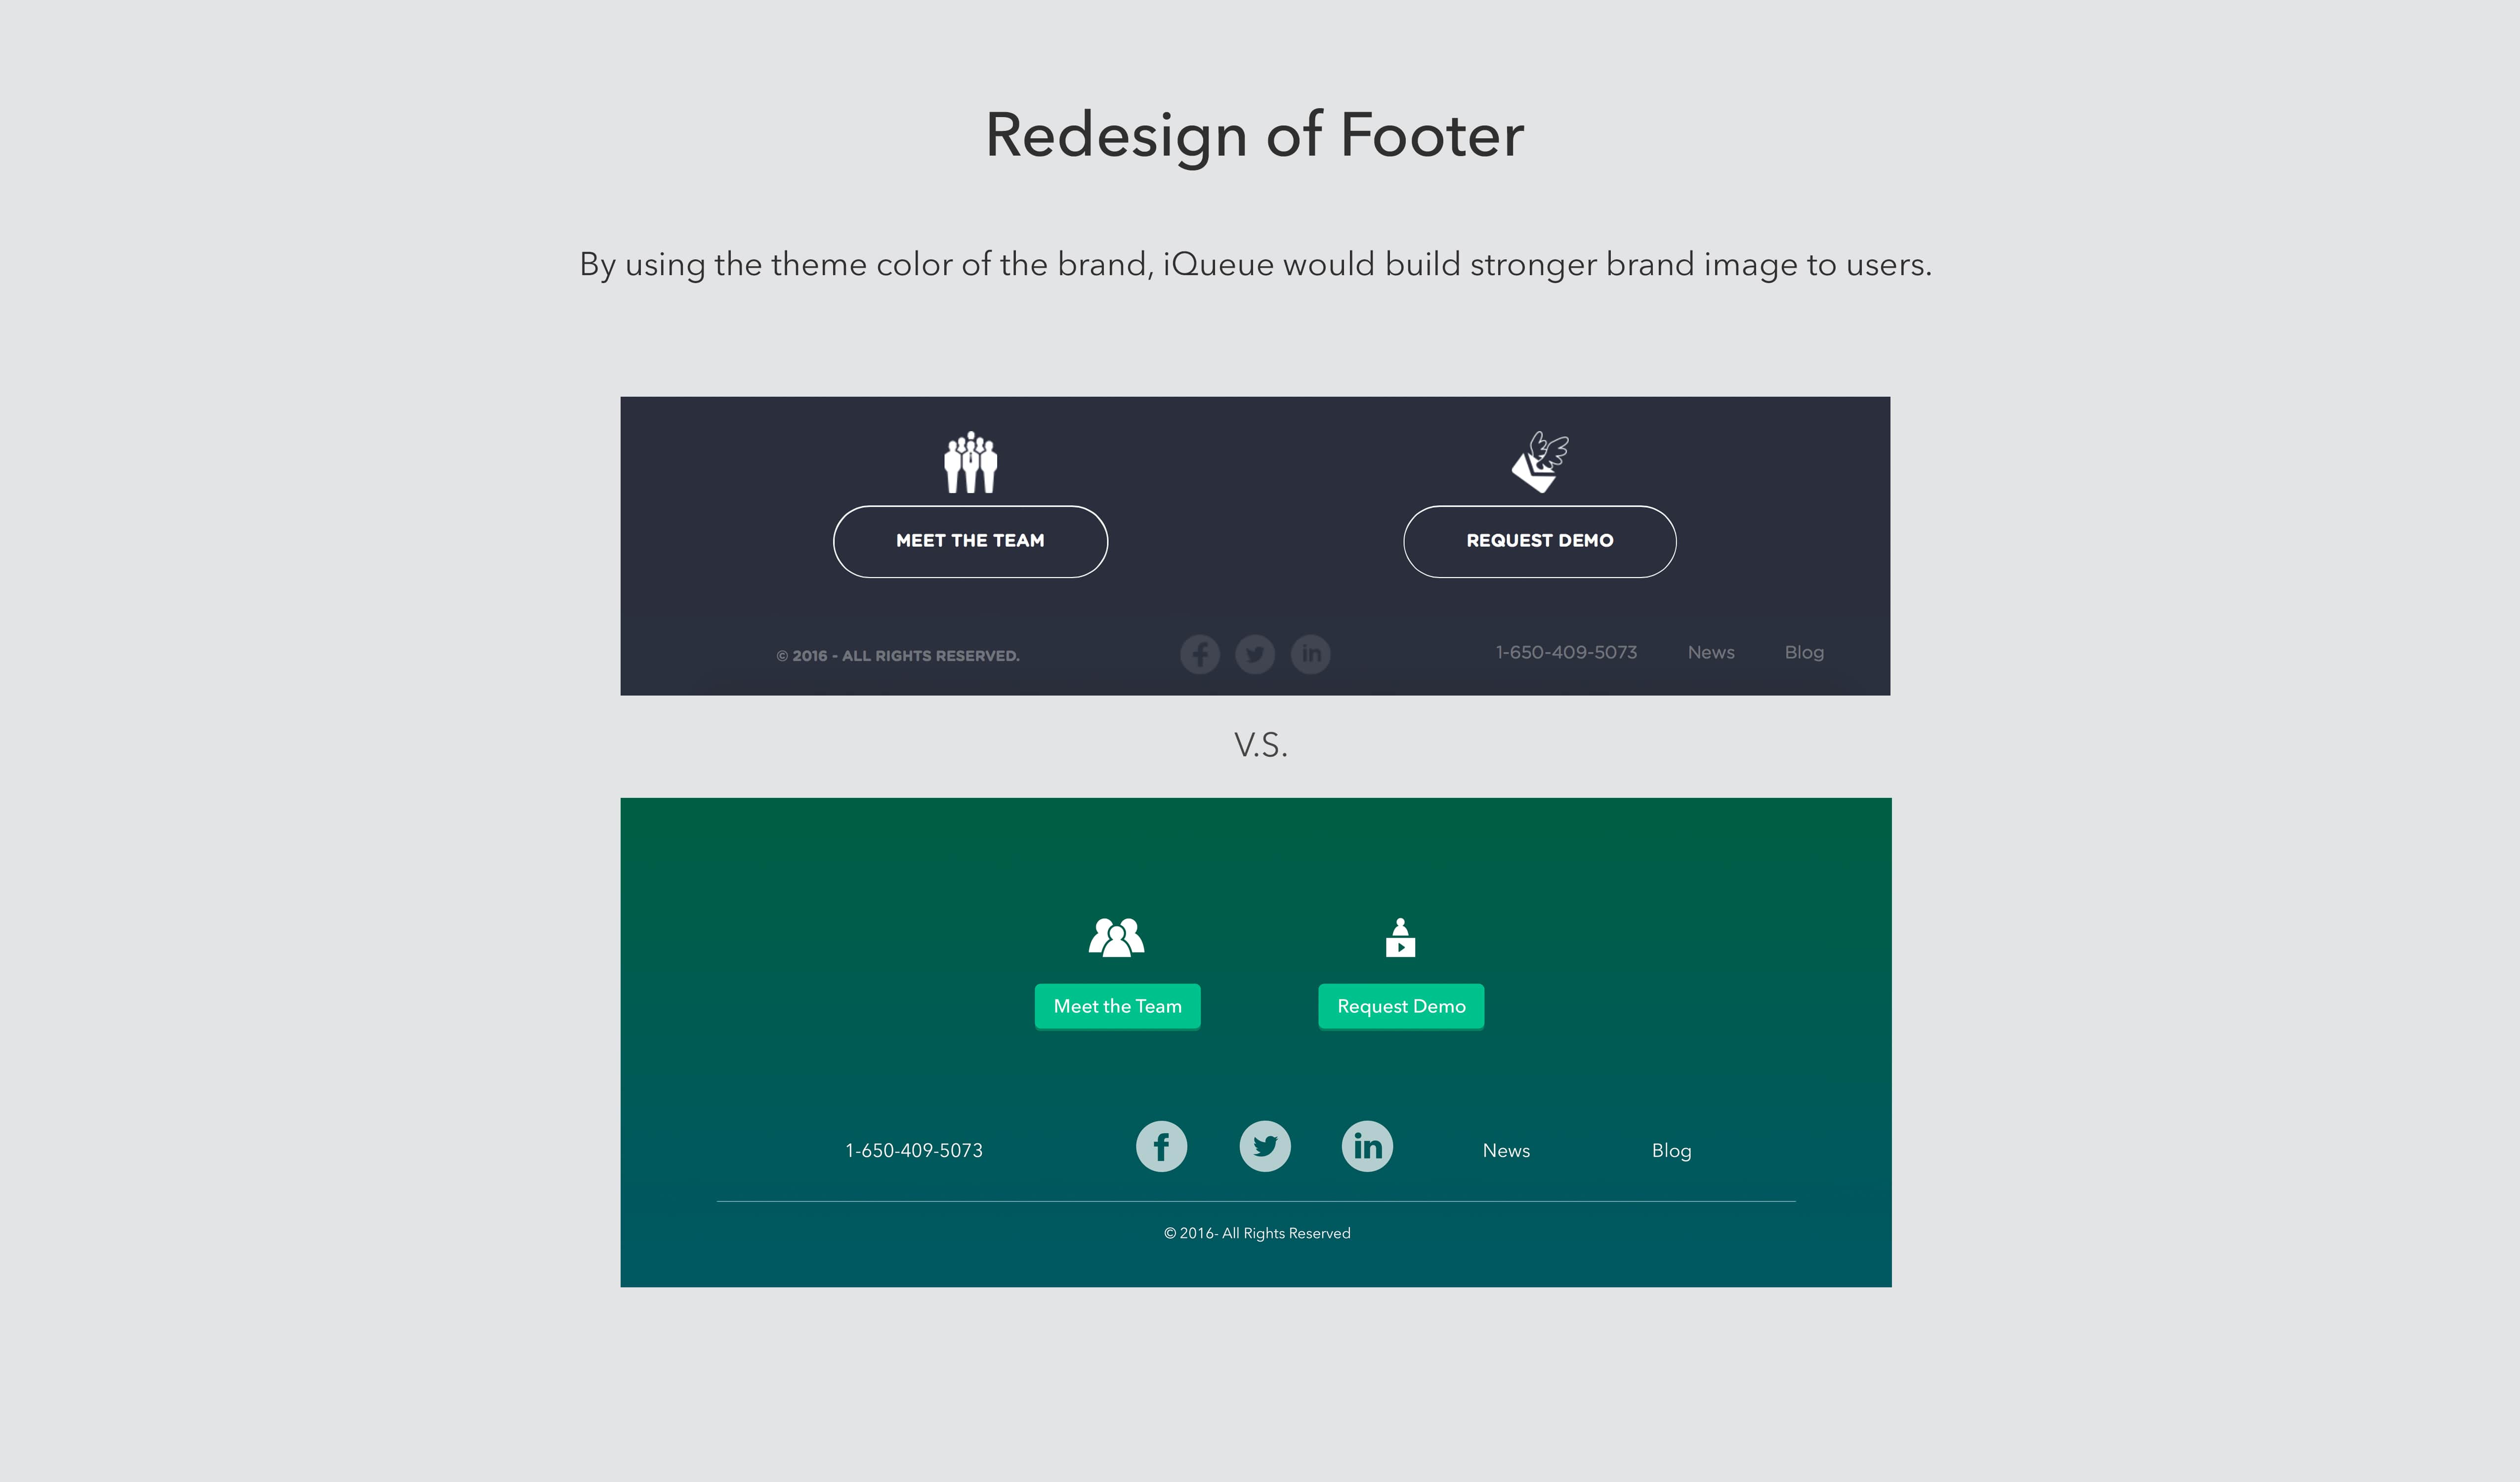 Redesign of Footer
By using the theme color of the brand, iQueue would build stronger brand image to users.
MEET THE TEAM
REQUEST DEMO
© 2016 - ALL RIGHTS RESERVED.
f
in
1-650-409-5073
News
Blog
V.S.
Meet the Team
Request Demo
1-650-409-5073
f
in
News
Blog
© 2016- All Rights Reserved